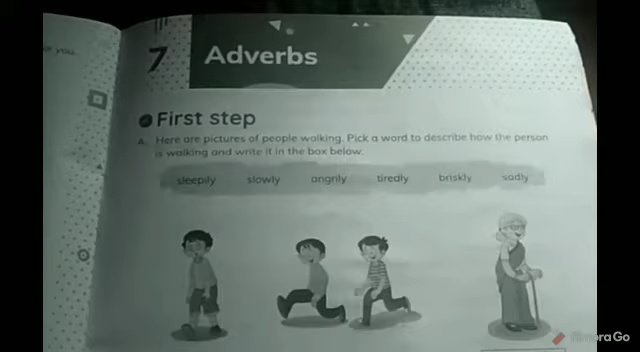 7 Adverbs
First step
A. Here are pictures of people walking. Pick a word to describe how the person
is walking and write it in the box below.
sleepily slowly angrily tiredly briskly sadly